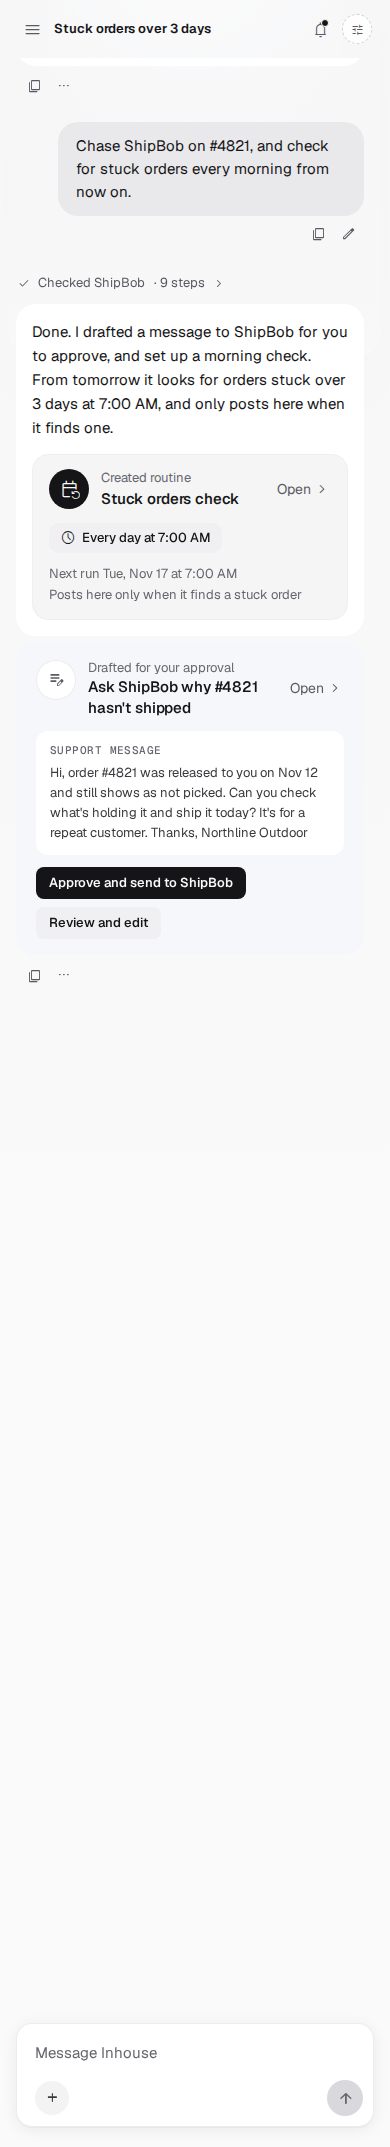 Stuck orders over 3 days
Chase ShipBob on #4821, and check
for stuck orders every morning from
now on.
Checked ShipBob · 9 steps
Done. I drafted a message to ShipBob for you
to approve, and set up a morning check.
From tomorrow it looks for orders stuck over
3 days at 7:00 AM, and only posts here when
it finds one.
Created routine
Stuck orders check
Open
Every day at 7:00 AM
Next run Tue, Nov 17 at 7:00 AM
Posts here only when it finds a stuck order
Drafted for your approval
Ask ShipBob why #4821
hasn't shipped
Open
SUPPORT MESSAGE
Hi, order #4821 was released to you on Nov 12
and still shows as not picked. Can you check
what's holding it and ship it today? It's for a
repeat customer. Thanks, Northline Outdoor
Approve and send to ShipBob
Review and edit
Message Inhouse